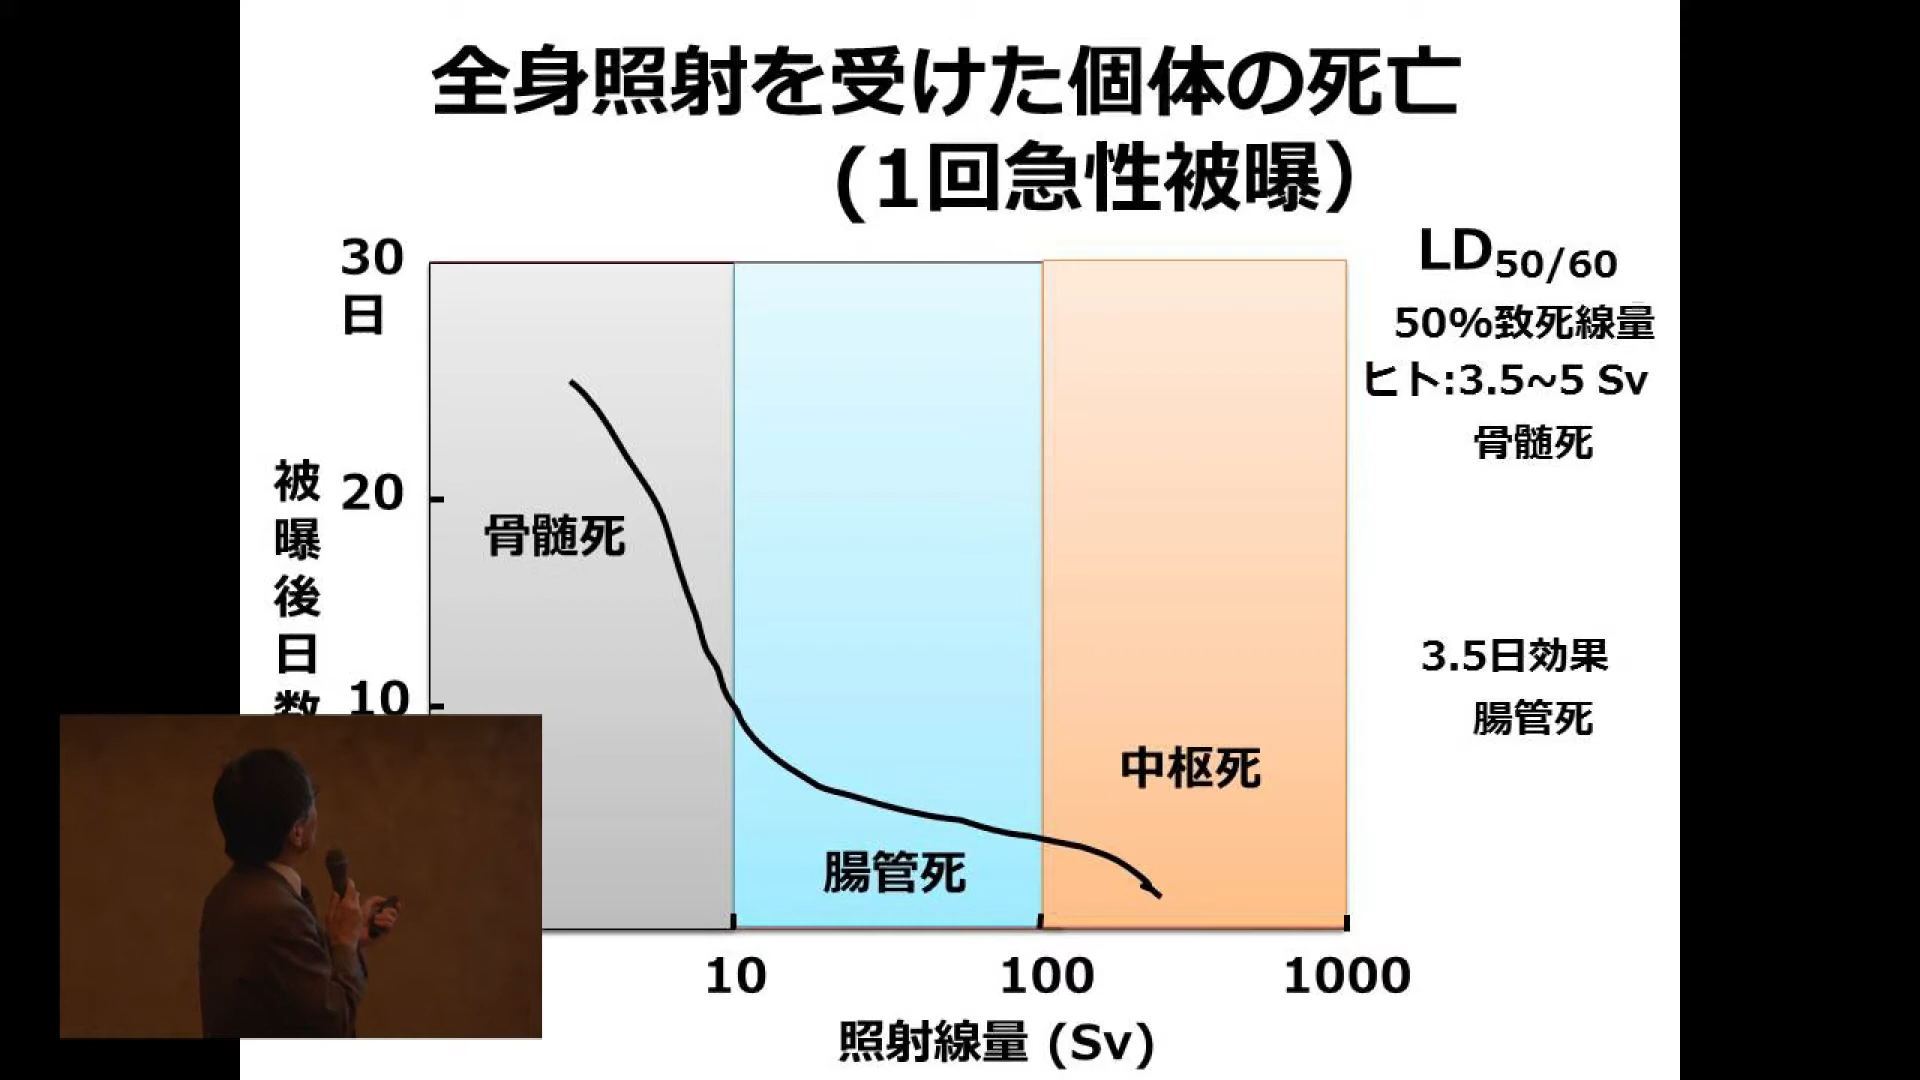 全身照射を受けた個体の死亡
(1回急性被曝）
30
日
20
10
被曝後日数
骨髄死
腸管死
中枢死
10
100
1000
照射線量 (Sv)
LD50/60
50%致死線量
ヒト:3.5~5 Sv
骨髄死
3.5日効果
腸管死